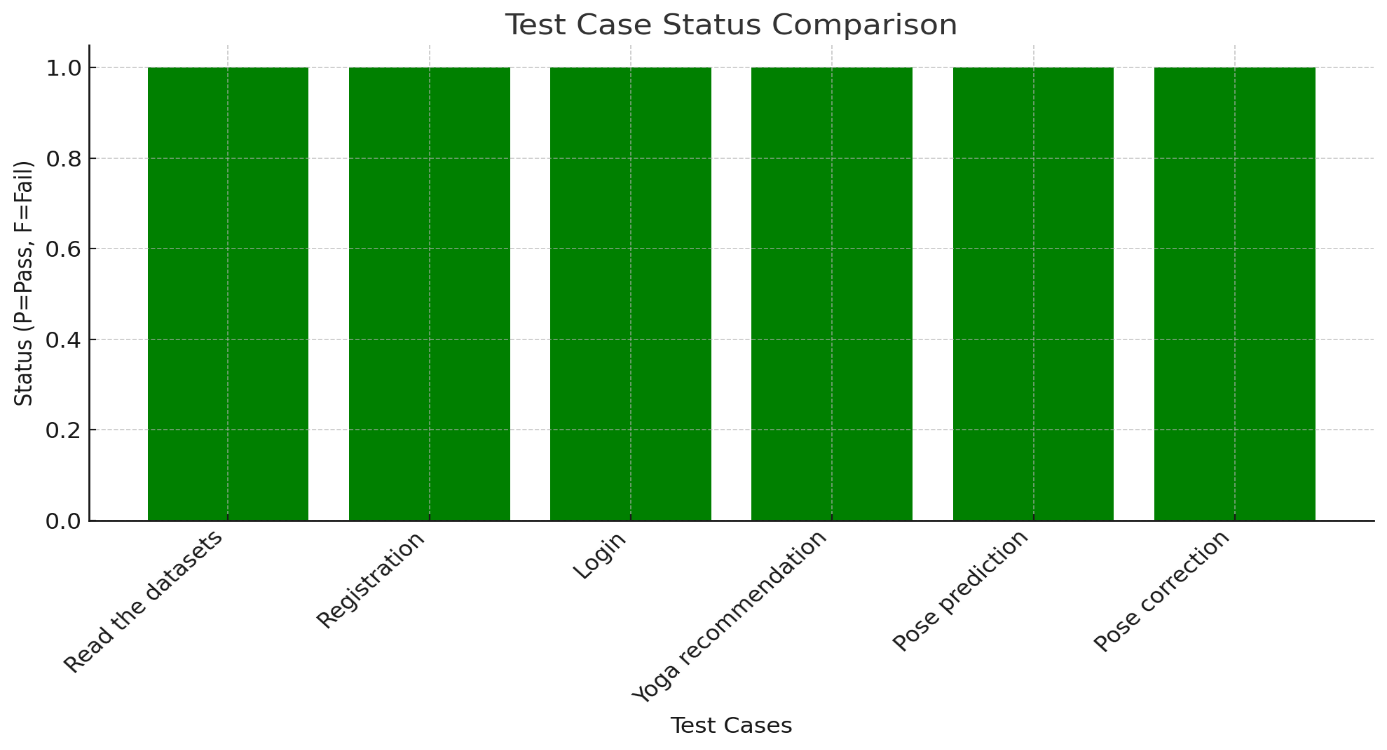 Test Case Status Comparison
Status (P=Pass, F=Fail)
1.0
0.8
0.6
0.4
0.2
0.0
Read the datasets
Registration
Login
Yoga recommendation
Pose prediction
Pose correction
Test Cases